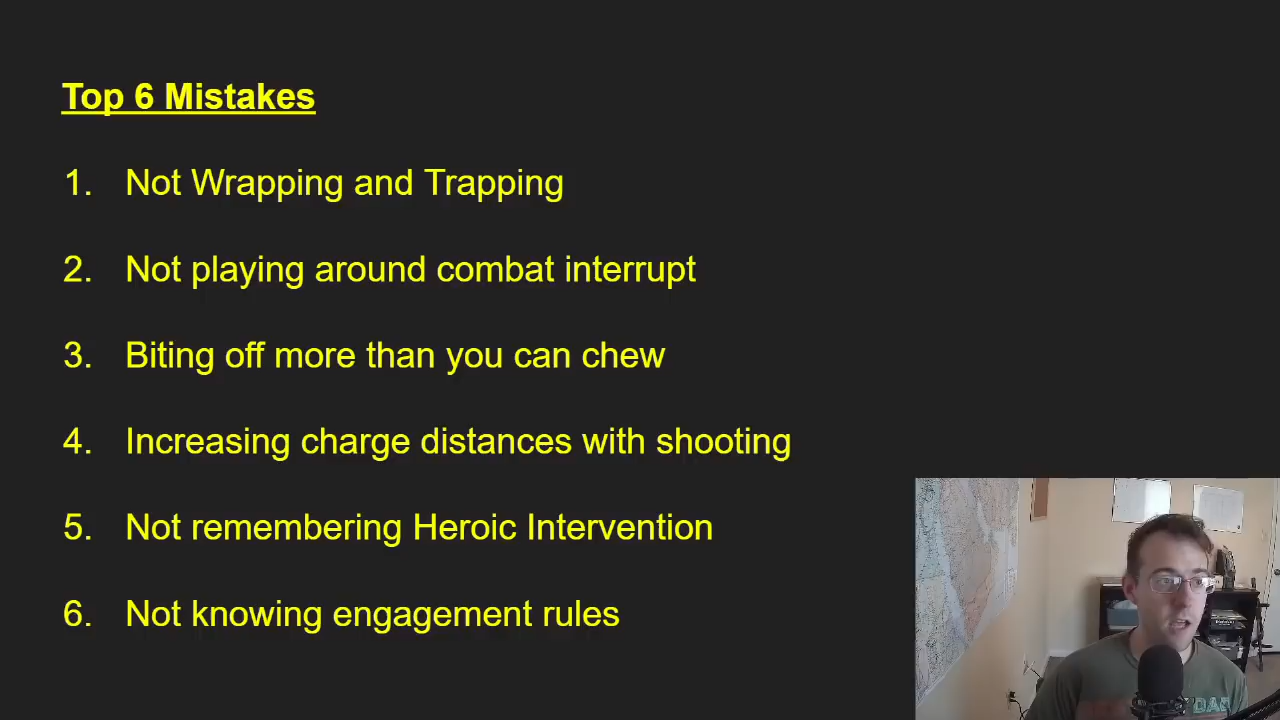 Top 6 Mistakes
1. Not Wrapping and Trapping
2. Not playing around combat interrupt
3. Biting off more than you can chew
4. Increasing charge distances with shooting
5. Not remembering Heroic Intervention
6. Not knowing engagement rules
DAD